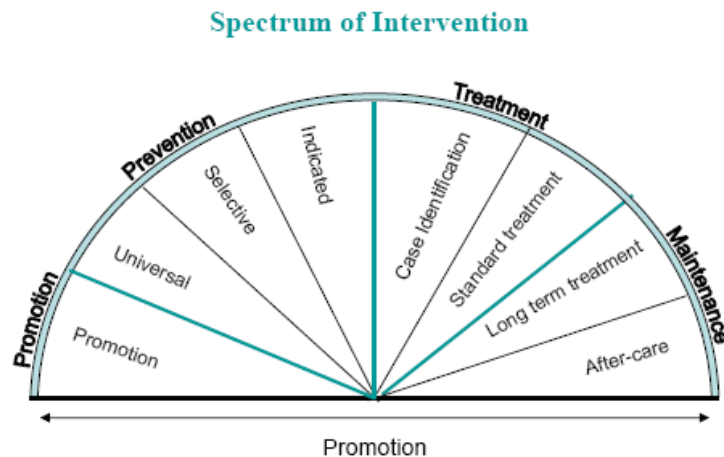 Spectrum of Intervention
Promotion
Prevention
Treatment
Maintenance
Promotion
Universal
Selective
Indicated
Case Identification
Standard treatment
Long term treatment
After-care
Promotion